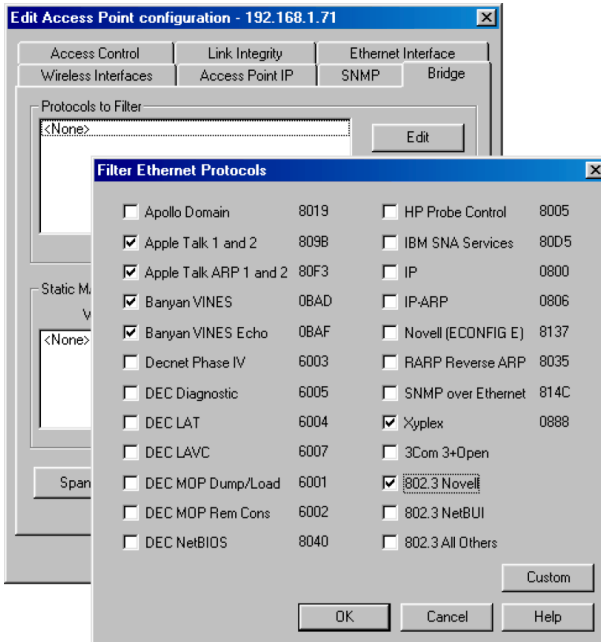 Edit Access Point configuration - 192.168.1.71
Access Control Link Integrity Ethernet Interface
Wireless Interfaces Access Point IP SNMP Bridge
Protocols to Filter
<None>
Edit
Filter Ethernet Protocols
Apollo Domain 8019 HP Probe Control 8005
Apple Talk 1 and 2 809B IBM SNA Services 80D5
Apple Talk ARP 1 and 2 80F3 IP 0800
Banyan VINES 0BAD IP-ARP 0806
Banyan VINES Echo 0BAF Novell (ECONFIG E) 8137
Decnet Phase IV 6003 RARP Reverse ARP 8035
DEC Diagnostic 6005 SNMP over Ethernet 814C
DEC LAT 6004 Xyplex 0888
DEC LAVC 6007 3Com 3+Open
DEC MOP Dump/Load 6001 802.3 Novell
DEC MOP Rem Cons 6002 802.3 NetBUI
DEC NetBIOS 8040 802.3 All Others
Static M
V
<None>
Span
Custom
OK Cancel Help